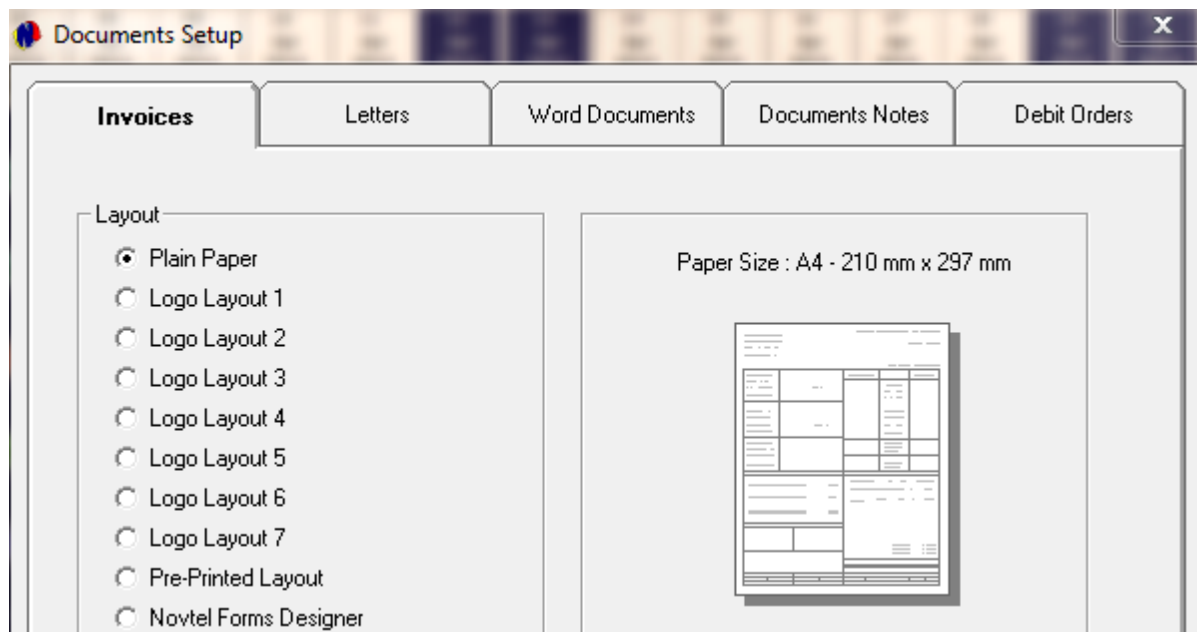 Documents Setup
X
Invoices
Letters
Word Documents
Documents Notes
Debit Orders
Layout
Plain Paper
Logo Layout 1
Logo Layout 2
Logo Layout 3
Logo Layout 4
Logo Layout 5
Logo Layout 6
Logo Layout 7
Pre-Printed Layout
Novtel Forms Designer
Paper Size : A4 - 210 mm x 297 mm